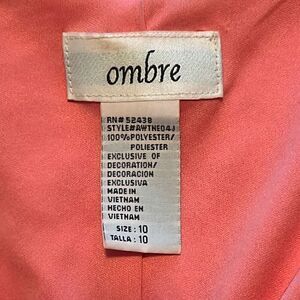 ombre
RN# 52438
STYLE#AWTHE04J
100%POLYESTER/
POLIESTER
EXCLUSIVE OF
DECORATION/
DECORACION
EXCLUSIVA
MADE IN
VIETNAM
HECHO EN
VIETNAM
SIZE : 10
TALLA : 10